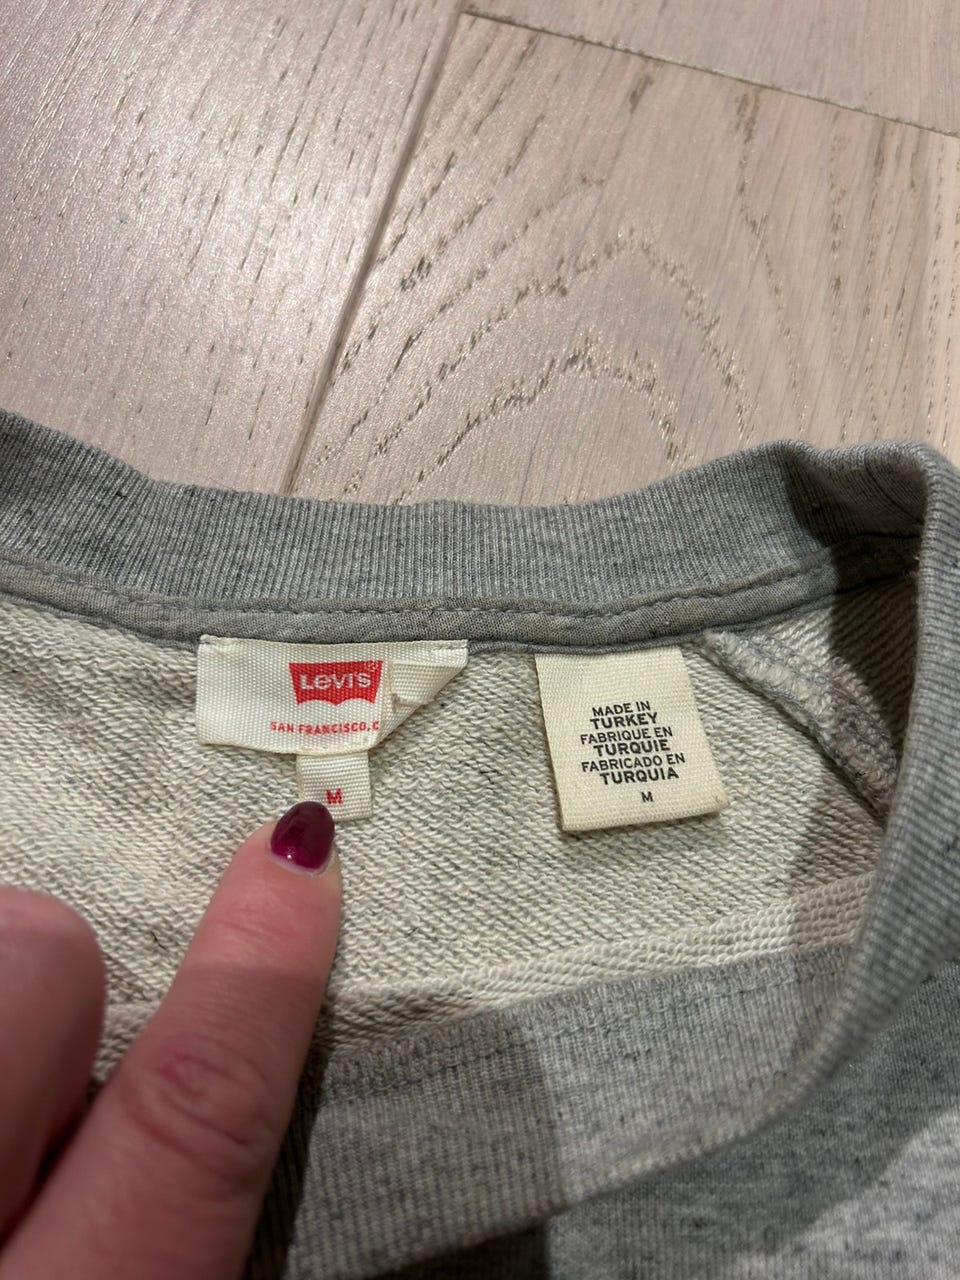 Levi's®
SAN FRANCISCO, C
M
MADE IN
TURKEY
FABRIQUE EN
TURQUIE
FABRICADO EN
TURQUIA
M